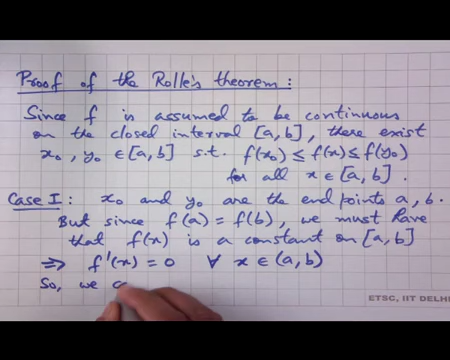 Proof of the Rolle's theorem :
Since f is assumed to be continuous
on the closed interval [a, b], there exist
x₀, y₀ ∈ [a, b] s.t. f(x₀) ≤ f(x) ≤ f(y₀)
for all x ∈ [a, b].
Case I : x₀ and y₀ are the end points a, b.
But since f(a) = f(b), we must have
that f(x) is a constant on [a, b]
⇒ f'(x) = 0 ∀ x ∈ (a, b)
So, we
ETSC, IIT DELHI